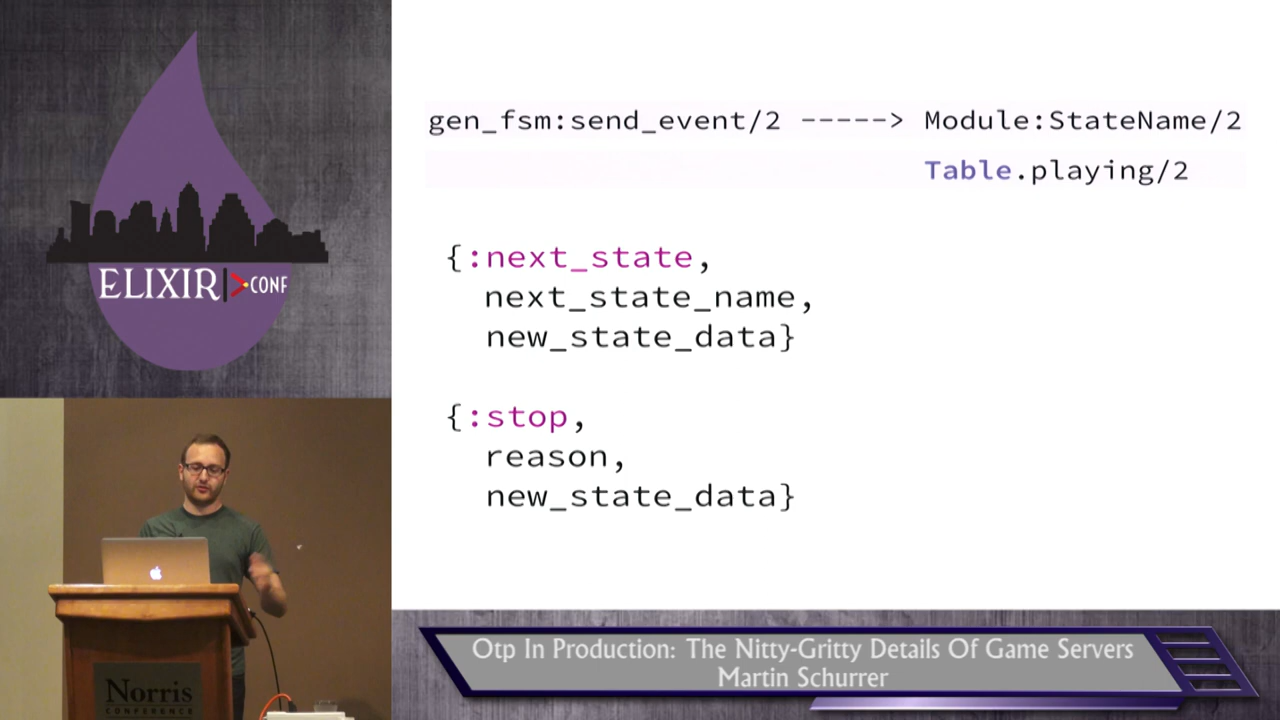 gen_fsm:send_event/2 -----> Module:StateName/2
Table.playing/2
{:next_state,
next_state_name,
new_state_data}
{:stop,
reason,
new_state_data}
ELIXIR|>CONF
Norris
CONFERENCE
Otp In Production: The Nitty-Gritty Details Of Game Servers
Martin Schurrer